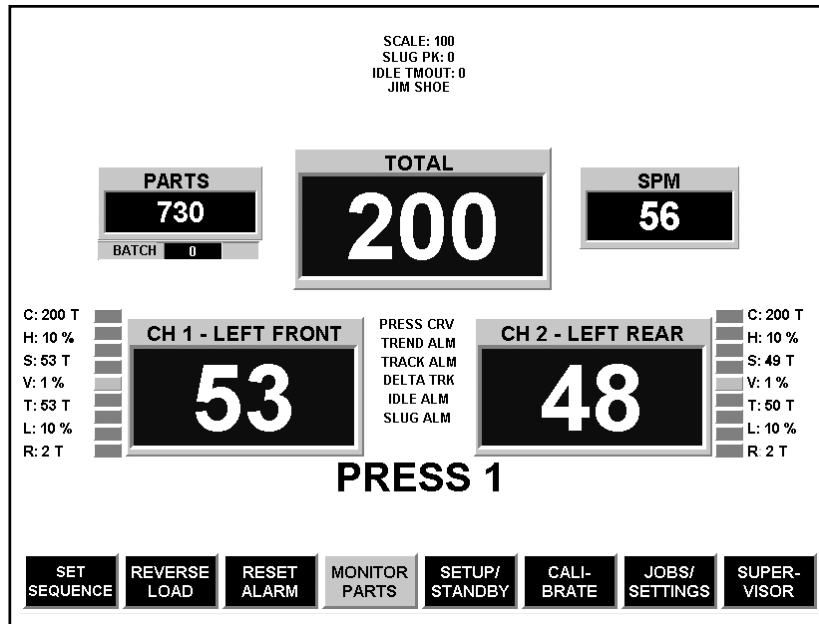 SCALE: 100
SLUG PK: 0
IDLE TMOUT: 0
JIM SHOE
PARTS
730
BATCH 0
TOTAL
200
SPM
56
C: 200 T
H: 10 %
S: 53 T
V: 1 %
T: 53 T
L: 10 %
R: 2 T
CH 1 - LEFT FRONT
53
PRESS CRV
TREND ALM
TRACK ALM
DELTA TRK
IDLE ALM
SLUG ALM
CH 2 - LEFT REAR
48
C: 200 T
H: 10 %
S: 49 T
V: 1 %
T: 50 T
L: 10 %
R: 2 T
PRESS 1
SET
SEQUENCE
REVERSE
LOAD
RESET
ALARM
MONITOR
PARTS
SETUP/
STANDBY
CALI-
BRATE
JOBS/
SETTINGS
SUPER-
VISOR